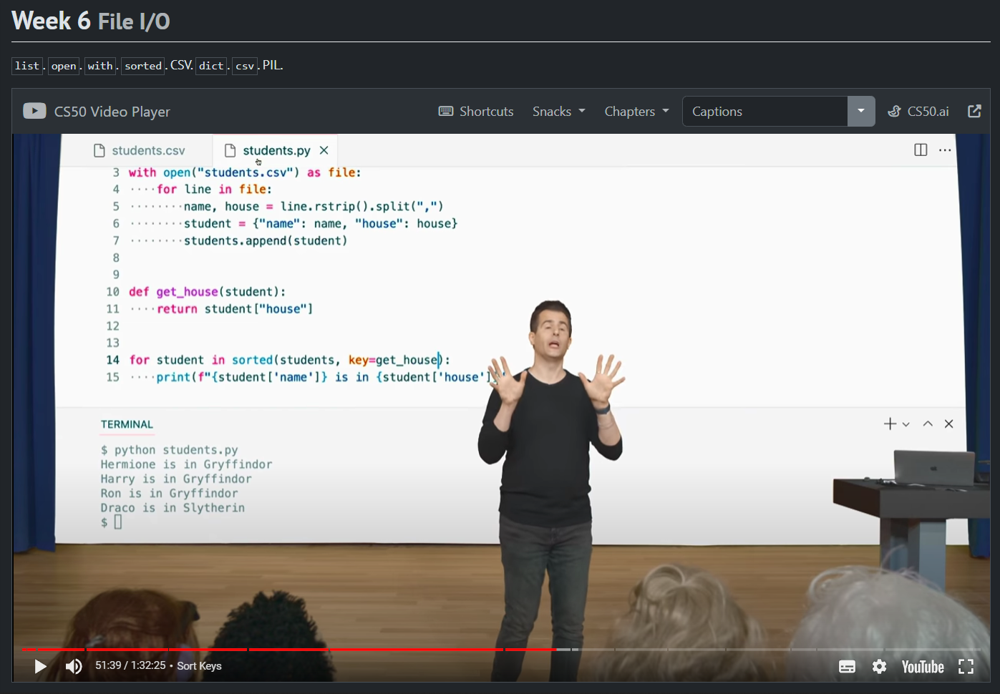 Week 6 File I/O
list. open. with. sorted. CSV. dict. csv. PIL.
CS50 Video Player
Shortcuts
Snacks
Chapters
Captions
CS50.ai
students.csv
students.py
3 with open("students.csv") as file:
4 ····for line in file:
5 ········name, house = line.rstrip().split(",")
6 ········student = {"name": name, "house": house}
7 ········students.append(student)
8
9
10 def get_house(student):
11 ····return student["house"]
12
13
14 for student in sorted(students, key=get_house):
15 ····print(f"{student['name']} is in {student['house']
TERMINAL
$ python students.py
Hermione is in Gryffindor
Harry is in Gryffindor
Ron is in Gryffindor
Draco is in Slytherin
$
51:39 / 1:32:25 • Sort Keys
YouTube